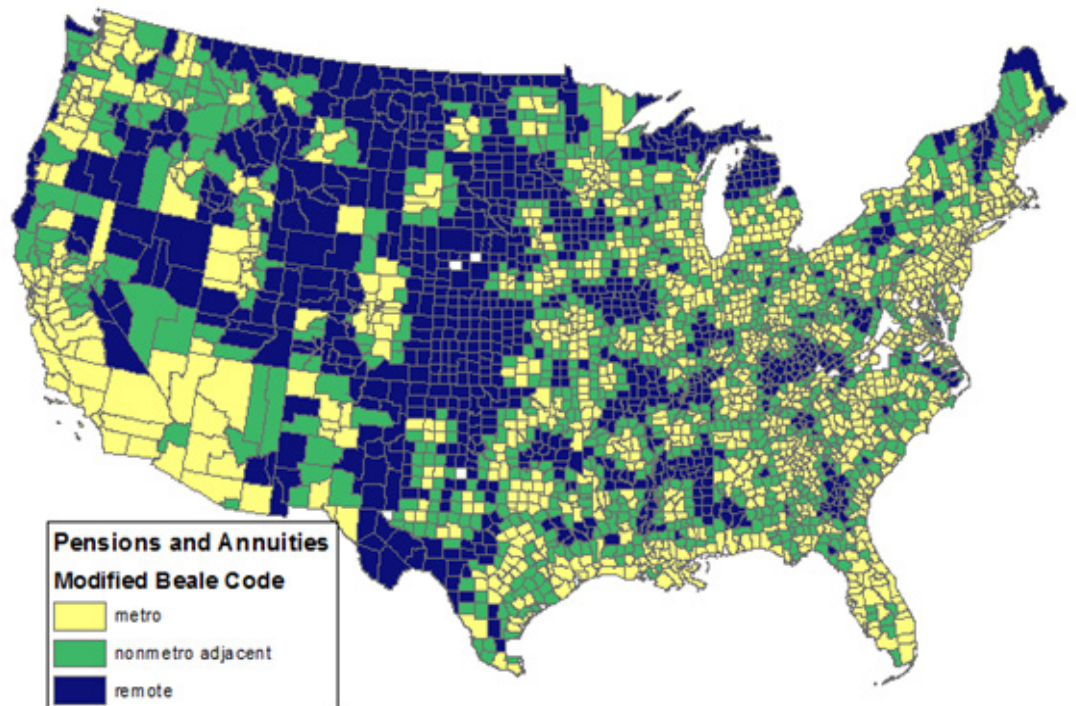 Pensions and Annuities
Modified Beale Code
metro
nonmetro adjacent
remote